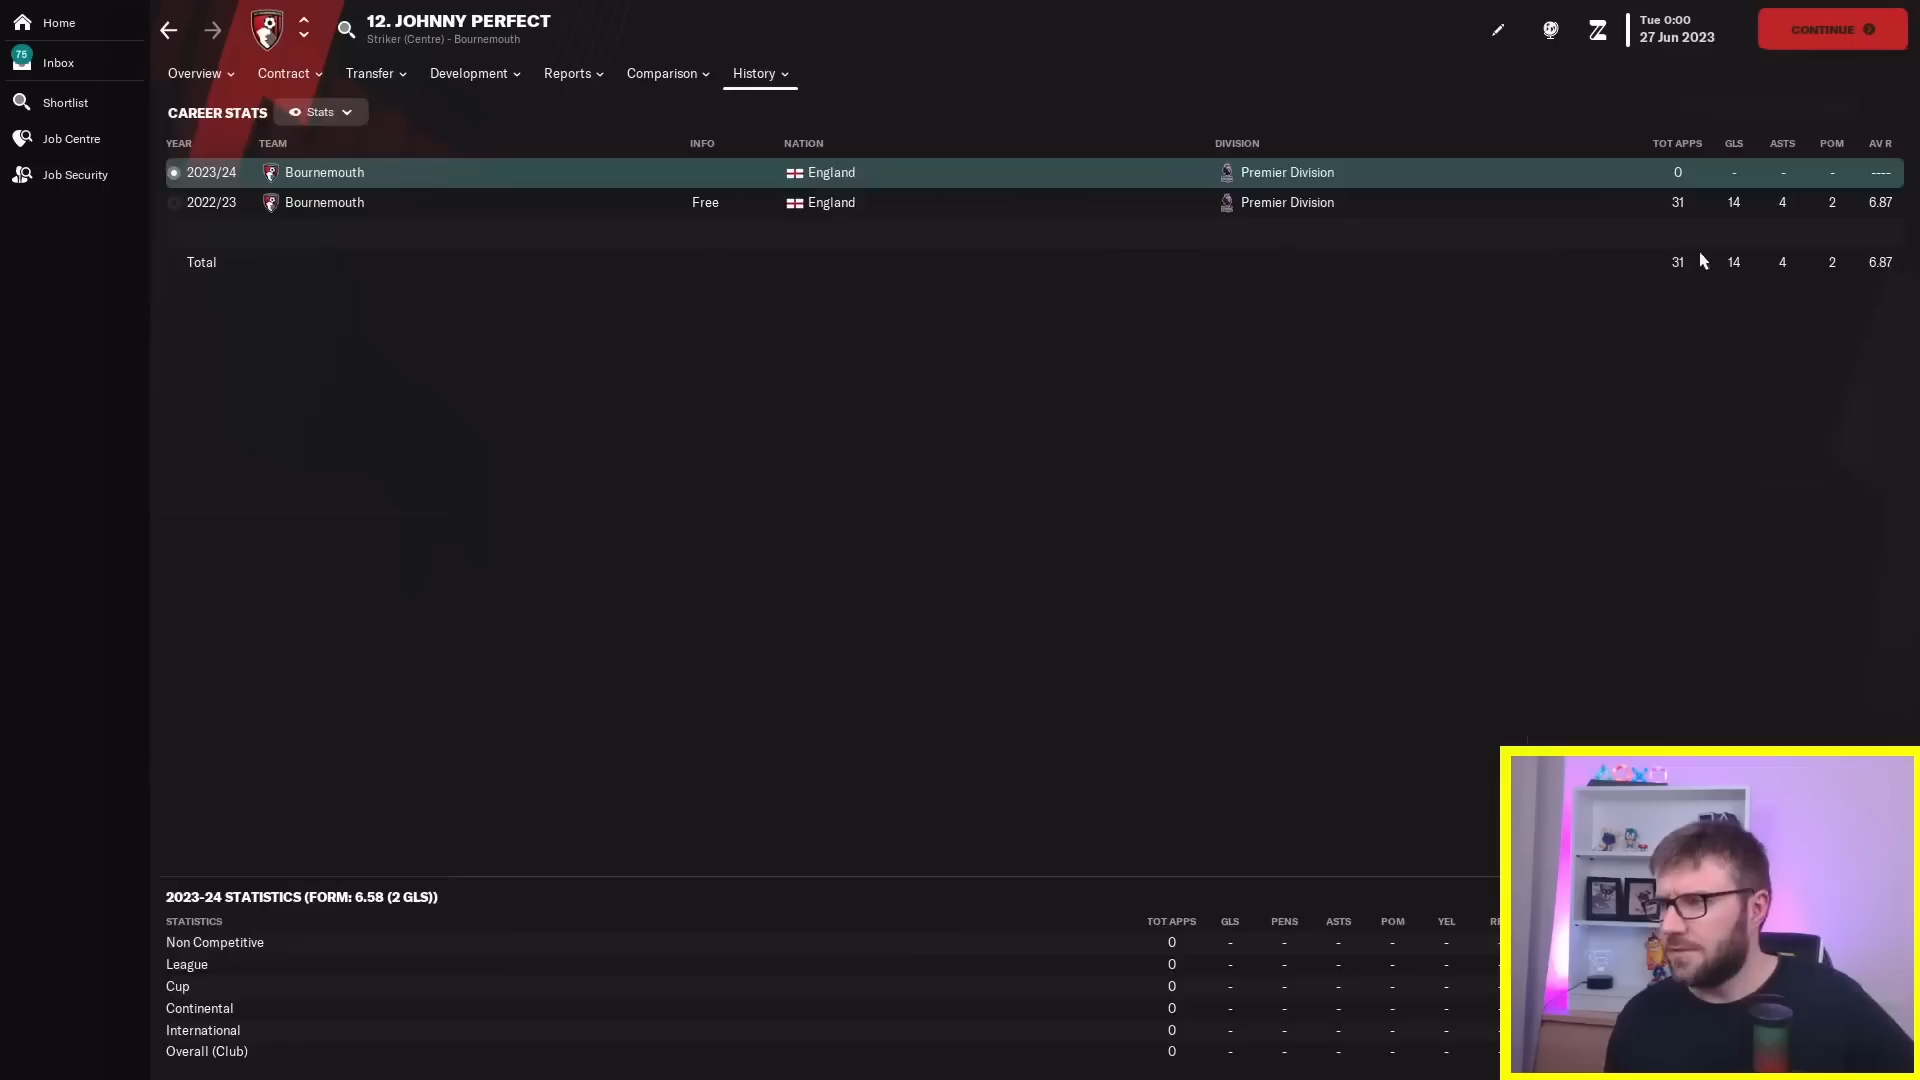 Home
75
Inbox
Shortlist
Job Centre
Job Security
12. JOHNNY PERFECT
Striker (Centre) - Bournemouth
Tue 0:00
27 Jun 2023
CONTINUE
Overview Contract Transfer Development Reports Comparison History
CAREER STATS Stats
YEAR TEAM INFO NATION DIVISION TOT APPS GLS ASTS POM AV R
2023/24 Bournemouth England Premier Division 0 - - - ----
2022/23 Bournemouth Free England Premier Division 31 14 4 2 6.87
Total 31 14 4 2 6.87
2023-24 STATISTICS (FORM: 6.58 (2 GLS))
STATISTICS TOT APPS GLS PENS ASTS POM YEL
Non Competitive 0 - - - - -
League 0 - - - - -
Cup 0 - - - - -
Continental 0 - - - - -
International 0 - - - - -
Overall (Club) 0 - - - - -